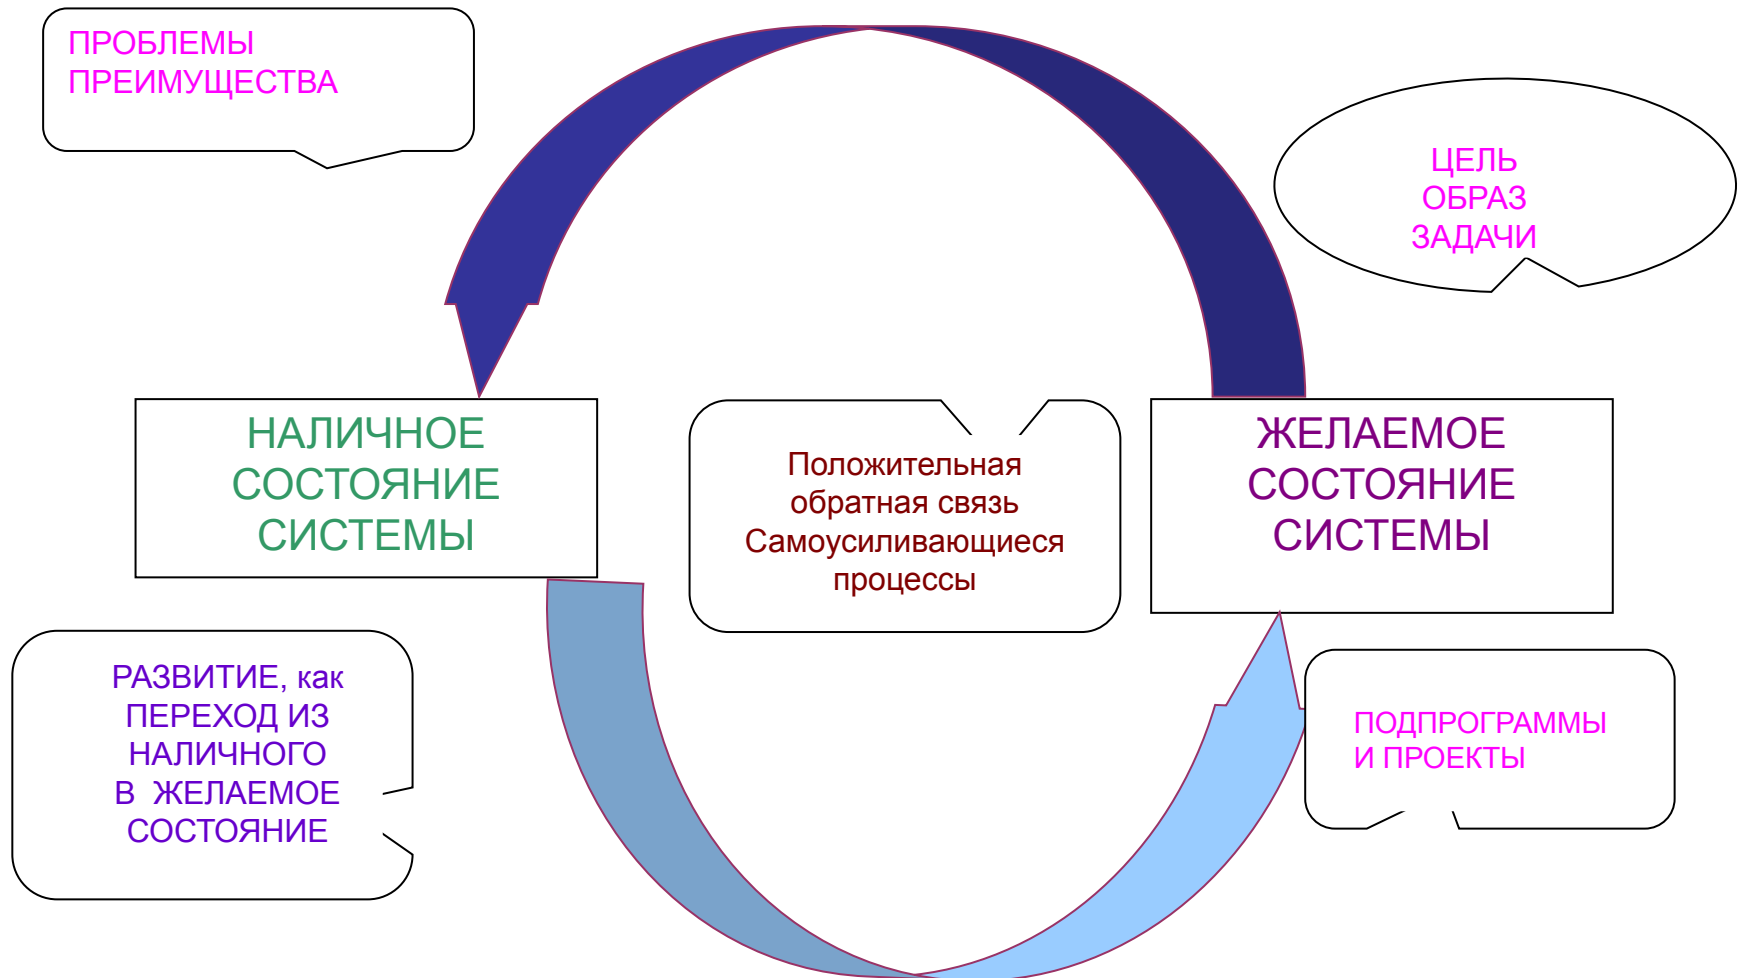 ПРОБЛЕМЫ
ПРЕИМУЩЕСТВА
ЦЕЛЬ
ОБРАЗ
ЗАДАЧИ
НАЛИЧНОЕ
СОСТОЯНИЕ
СИСТЕМЫ
Положительная
обратная связь
Самоусиливающиеся
процессы
ЖЕЛАЕМОЕ
СОСТОЯНИЕ
СИСТЕМЫ
РАЗВИТИЕ, как
ПЕРЕХОД ИЗ
НАЛИЧНОГО
В ЖЕЛАЕМОЕ
СОСТОЯНИЕ
ПОДПРОГРАММЫ
И ПРОЕКТЫ